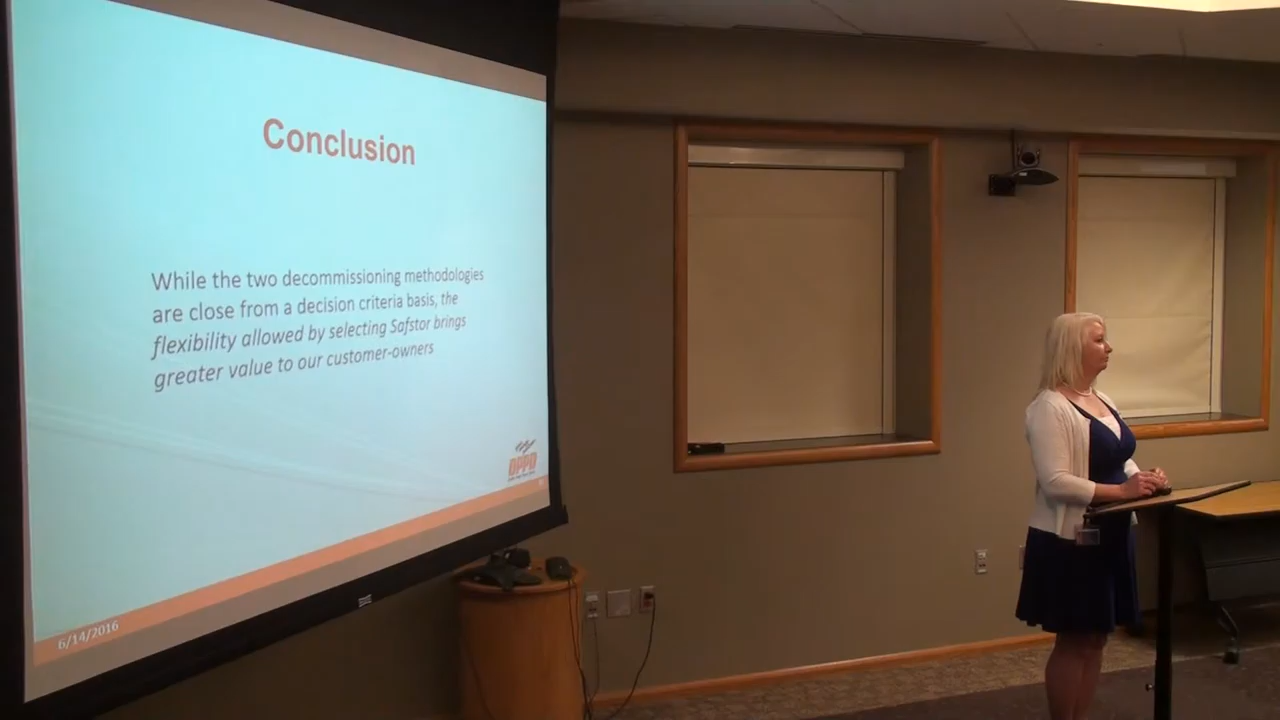 Conclusion
While the two decommissioning methodologies
are close from a decision criteria basis, the
flexibility allowed by selecting Safstor brings
greater value to our customer-owners
OPPD
6/14/2016